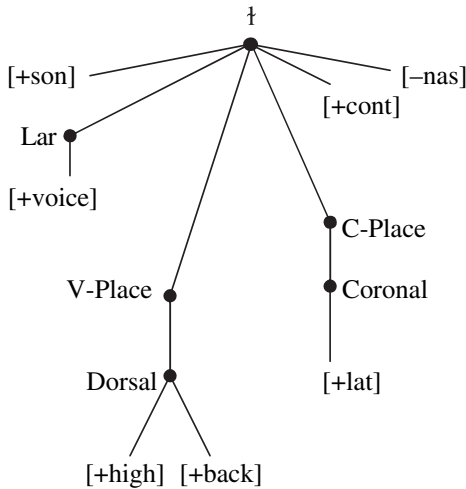 ɫ
[+son]
[–nas]
[+cont]
Lar
[+voice]
C-Place
V-Place
Coronal
Dorsal
[+lat]
[+high] [+back]